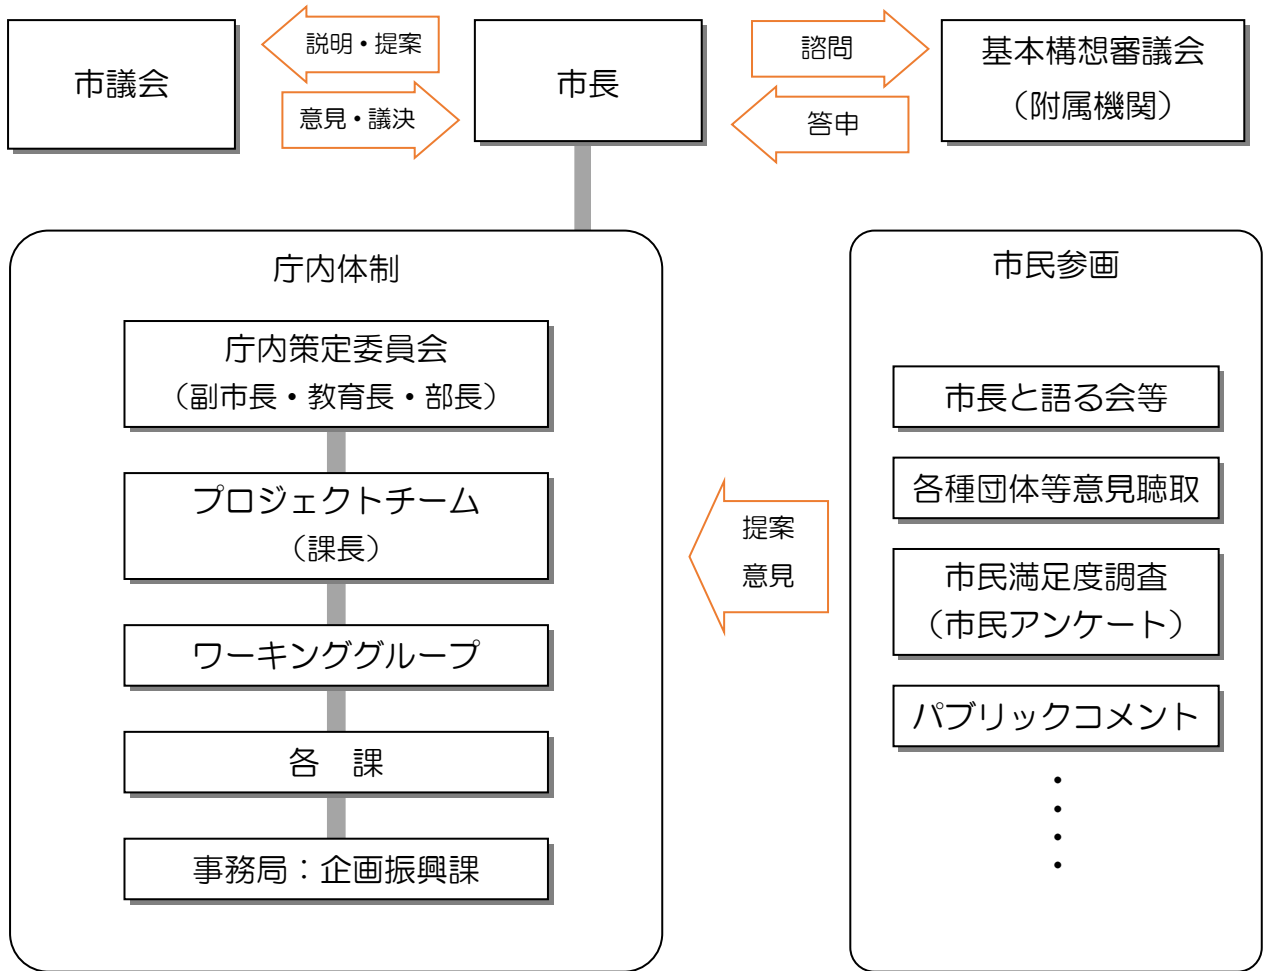 市議会
説明・提案
意見・議決
市長
諮問
答申
基本構想審議会
（附属機関）
庁内体制
庁内策定委員会
（副市長・教育長・部長）
プロジェクトチーム
（課長）
ワーキンググループ
各　課
事務局：企画振興課
提案
意見
市民参画
市長と語る会等
各種団体等意見聴取
市民満足度調査
（市民アンケート）
パブリックコメント
・
・
・
・